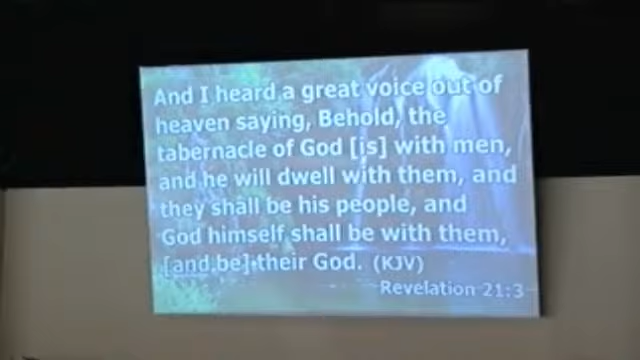 And I heard a great voice out of
heaven saying, Behold, the
tabernacle of God [is] with men,
and he will dwell with them, and
they shall be his people, and
God himself shall be with them,
[and be] their God. (KJV)
Revelation 21:3